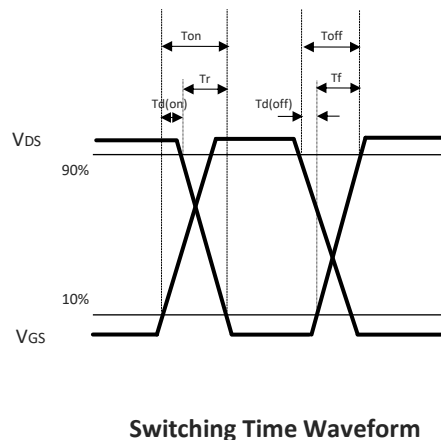 Ton
Toff
Tr
Tf
Td(on)
Td(off)
VDS
90%
10%
VGS
Switching Time Waveform